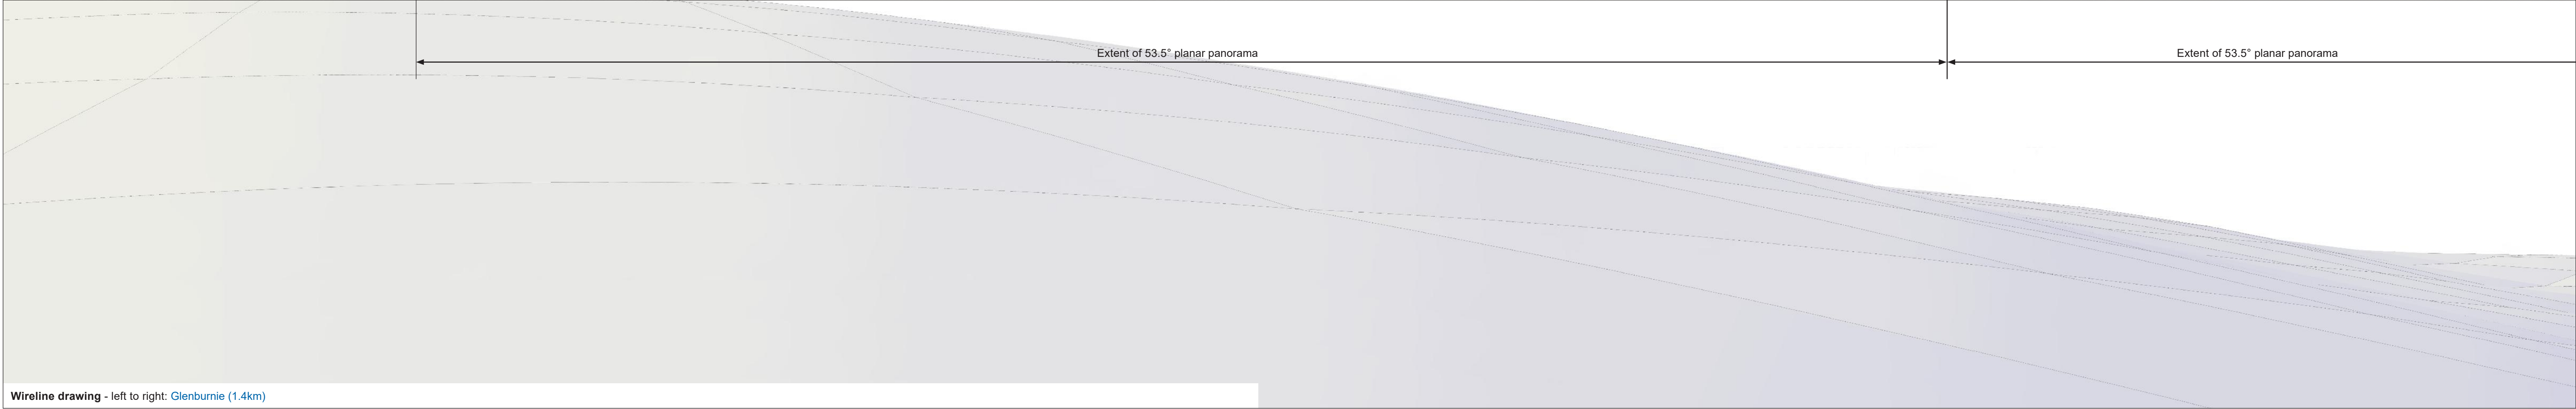 Extent of 53.5° planar panorama
Extent of 53.5° planar panorama
Wireline drawing - left to right: Glenburnie (1.4km)